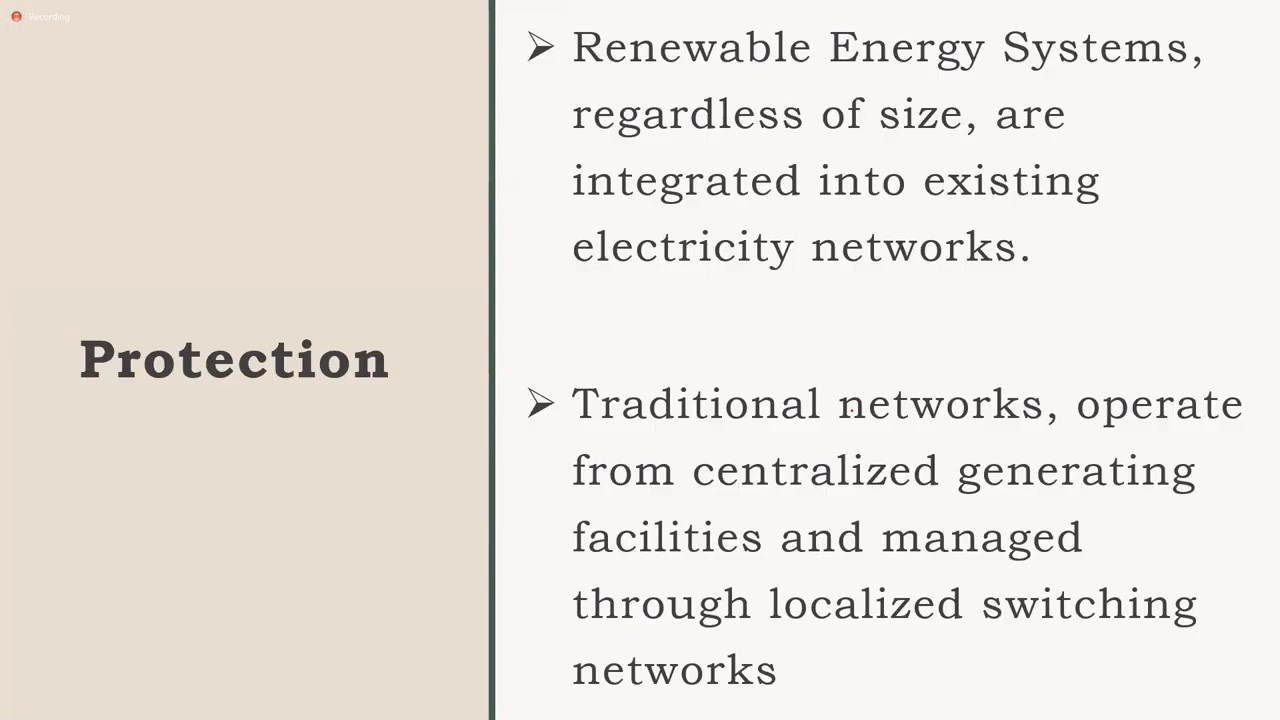 Recording
Protection
➢ Renewable Energy Systems,
regardless of size, are
integrated into existing
electricity networks.
➢ Traditional networks, operate
from centralized generating
facilities and managed
through localized switching
networks